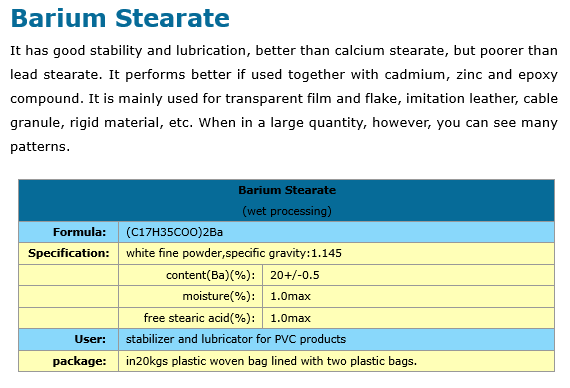 Barium Stearate
It has good stability and lubrication, better than calcium stearate, but poorer than
lead stearate. It performs better if used together with cadmium, zinc and epoxy
compound. It is mainly used for transparent film and flake, imitation leather, cable
granule, rigid material, etc. When in a large quantity, however, you can see many
patterns.
Barium Stearate
(wet processing)
Formula: (C17H35COO)2Ba
Specification: white fine powder,specific gravity:1.145
content(Ba)(%): 20+/-0.5
moisture(%): 1.0max
free stearic acid(%): 1.0max
User: stabilizer and lubricator for PVC products
package: in20kgs plastic woven bag lined with two plastic bags.